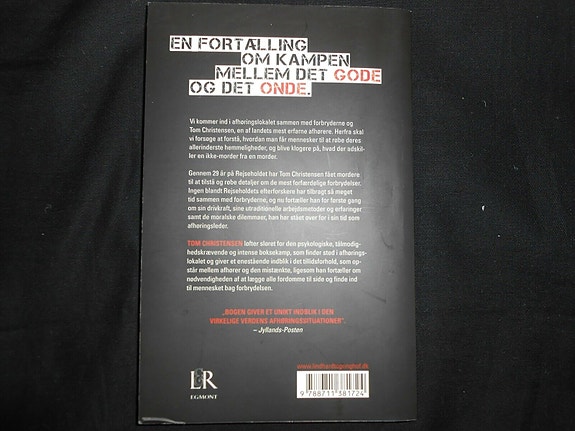 EN FORTÆLLING
OM KAMPEN
MELLEM DET GODE
OG DET ONDE.
Vi kommer ind i afhøringslokalet sammen med forbryderne og
Tom Christensen, en af landets mest erfarne afhørere. Herfra skal
vi forsøge at forstå, hvordan man får mennesker til at røbe deres
allerinderste hemmeligheder, og blive klogere på, hvad der adskil-
ler en ikke-morder fra en morder.
Gennem 29 år på Rejseholdet har Tom Christensen fået mordere
til at tilstå og røbe detaljer om de mest forfærdelige forbrydelser.
Ingen blandt Rejseholdets efterforskere har tilbragt så meget
tid sammen med forbryderne, og nu fortæller han for første gang
om sin drivkraft, sine utraditionelle arbejdsmetoder og erfaringer
samt de moralske dilemmaer, han har stået over for i sin tid som
afhøringsleder.
TOM CHRISTENSEN løfter sløret for den psykologiske, tålmodig-
hedskrævende og intense boksekamp, som finder sted i afhørings-
lokalet og giver et enestående indblik i det tillidsforhold, som op-
står mellem afhører og den mistænkte, ligesom han fortæller om
nødvendigheden af at lægge alle fordomme til side og finde ind
til mennesket bag forbrydelsen.
„BOGEN GIVER ET UNIKT INDBLIK I DEN
VIRKELIGE VERDENS AFHØRINGSSITUATIONER".
– Jyllands-Posten
www.lindhardtogringhof.dk
L&R
EGMONT
9 788711 381724